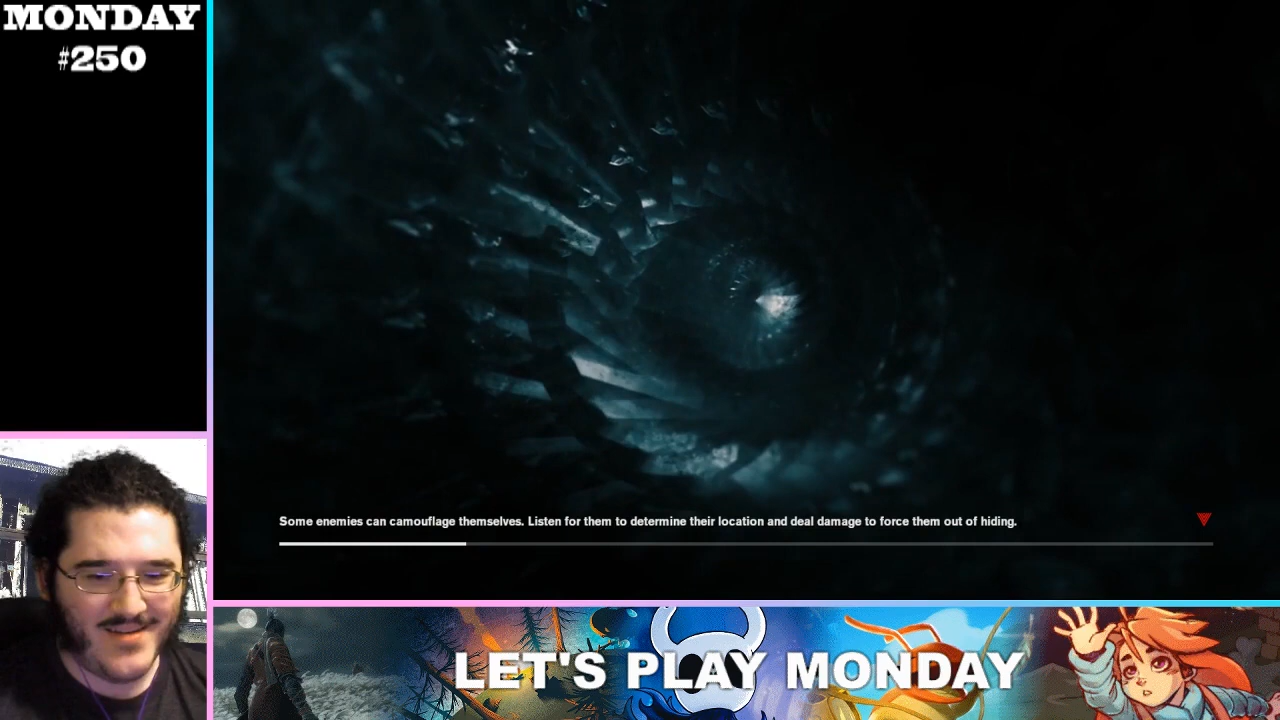 MONDAY
#250
Some enemies can camouflage themselves. Listen for them to determine their location and deal damage to force them out of hiding.
LET'S PLAY MONDAY